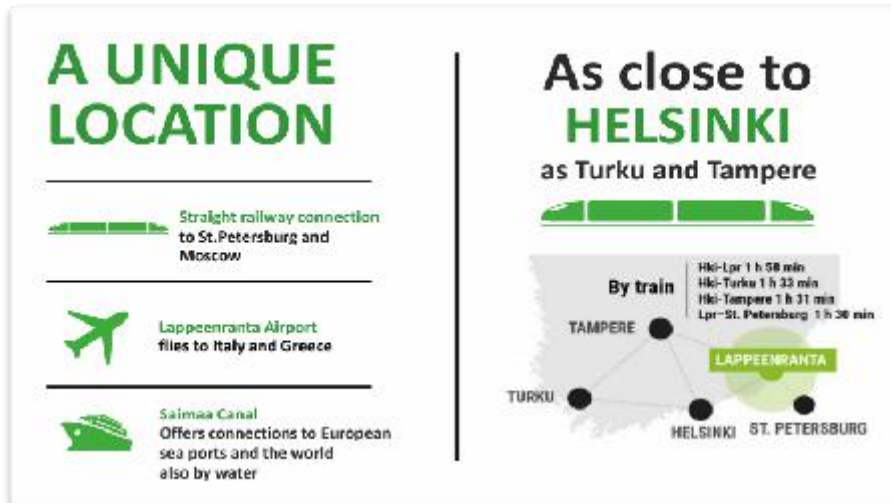 A UNIQUE
LOCATION
Straight railway connection
to St.Petersburg and
Moscow
Lappeenranta Airport
flies to Italy and Greece
Saimaa Canal
Offers connections to European
sea ports and the world
also by water
As close to
HELSINKI
as Turku and Tampere
By train
Hki-Lpr 1 h 58 min
Hki-Turku 1 h 33 min
Hki-Tampere 1 h 31 min
Lpr-St. Petersburg 1 h 30 min
TAMPERE
LAPPEENRANTA
TURKU
HELSINKI
ST. PETERSBURG